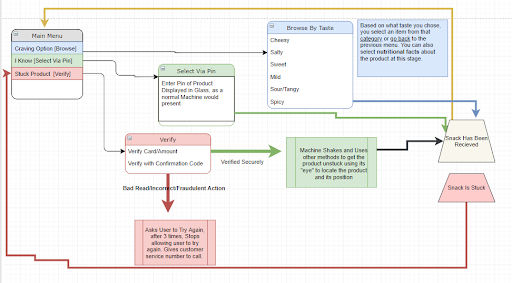 Main Menu
Craving Option [Browse]
I Know [Select Via Pin]
Stuck Product [Verify]
Browse By Taste
Cheesy
Salty
Sweet
Mild
Sour/Tangy
Spicy
Based on what taste you chose,
you select an item from that
category or go back to the
previous menu. You can also
select nutritional facts about
the product at this stage.
Select Via Pin
Enter Pin of Product
Displayed in Glass, as a
normal Machine would
present.
Verify
Verify Card/Amount
Verify with Confirmation Code
Verified Securely
Machine Shakes and Uses
other methods to get the
product unstuck using its
"eye" to locate the product
and its position
Snack Has Been
Recieved
Snack Is Stuck
Bad Read/Incorrect/Fraudulent Action
Asks User to Try Again,
after 3 times, Stops
allowing user to try
again. Gives customer
service number to call.